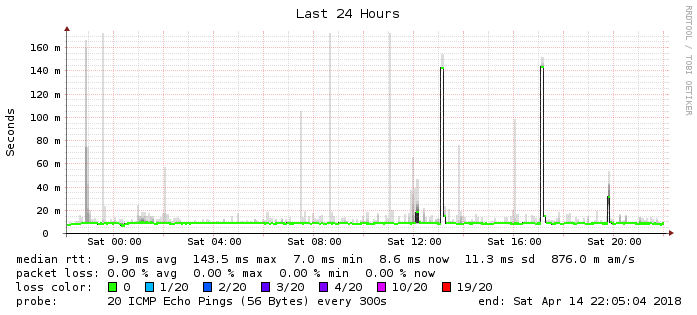 Last 24 Hours
RRDTOOL / TOBI OETIKER
Seconds
160 m
140 m
120 m
100 m
80 m
60 m
40 m
20 m
0
Sat 00:00 Sat 04:00 Sat 08:00 Sat 12:00 Sat 16:00 Sat 20:00
median rtt: 9.9 ms avg 143.5 ms max 7.0 ms min 8.6 ms now 11.3 ms sd 876.0 m am/s
packet loss: 0.00 % avg 0.00 % max 0.00 % min 0.00 % now
loss color: 0 1/20 2/20 3/20 4/20 10/20 19/20
probe: 20 ICMP Echo Pings (56 Bytes) every 300s end: Sat Apr 14 22:05:04 2018